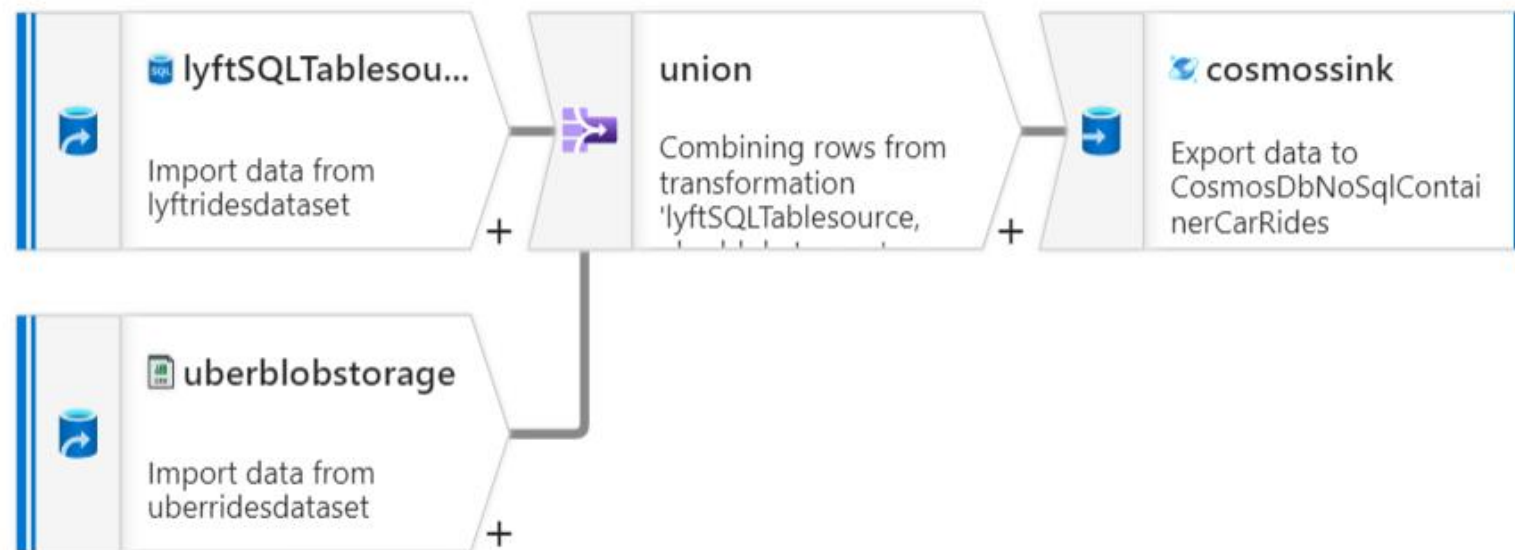 lyftSQLTablesou...
Import data from
lyftridesdataset
+
union
Combining rows from
transformation
'lyftSQLTablesource,
+
cosmossink
Export data to
CosmosDbNoSqlContai
nerCarRides
uberblobstorage
Import data from
uberridesdataset
+